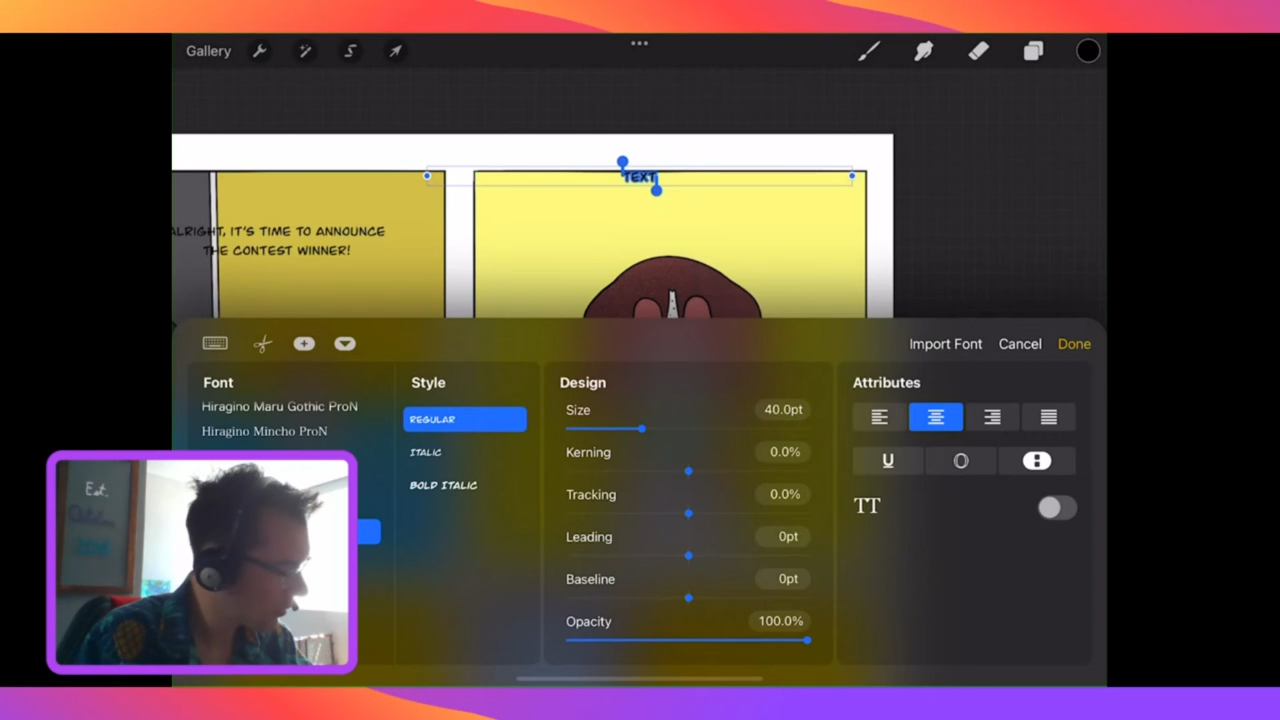 Gallery
TEXT
ALRIGHT, IT'S TIME TO ANNOUNCE
THE CONTEST WINNER!
Import Font Cancel Done
Font
Hiragino Maru Gothic ProN
Hiragino Mincho ProN
Style
REGULAR
ITALIC
BOLD ITALIC
Design
Size 40.0pt
Kerning 0.0%
Tracking 0.0%
Leading 0pt
Baseline 0pt
Opacity 100.0%
Attributes
U O
TT
Est.